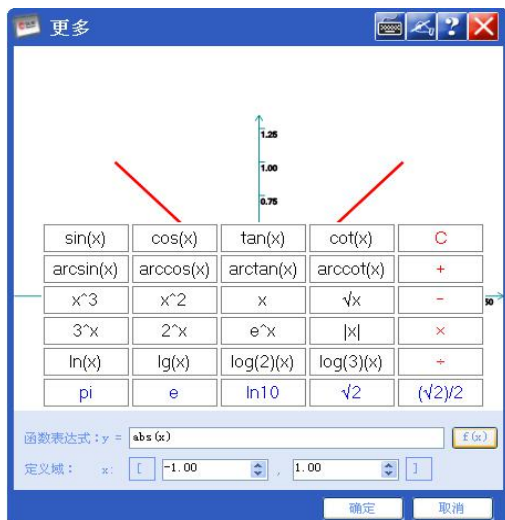 更多
1.25
1.00
0.75
sin(x) cos(x) tan(x) cot(x) C
arcsin(x) arccos(x) arctan(x) arccot(x) +
x^3 x^2 x √x - 50
3^x 2^x e^x |x| ×
ln(x) lg(x) log(2)(x) log(3)(x) ÷
pi e ln10 √2 (√2)/2
函数表达式:y = abs(x) f(x)
定义域: x: [ -1.00 , 1.00 ]
确定 取消